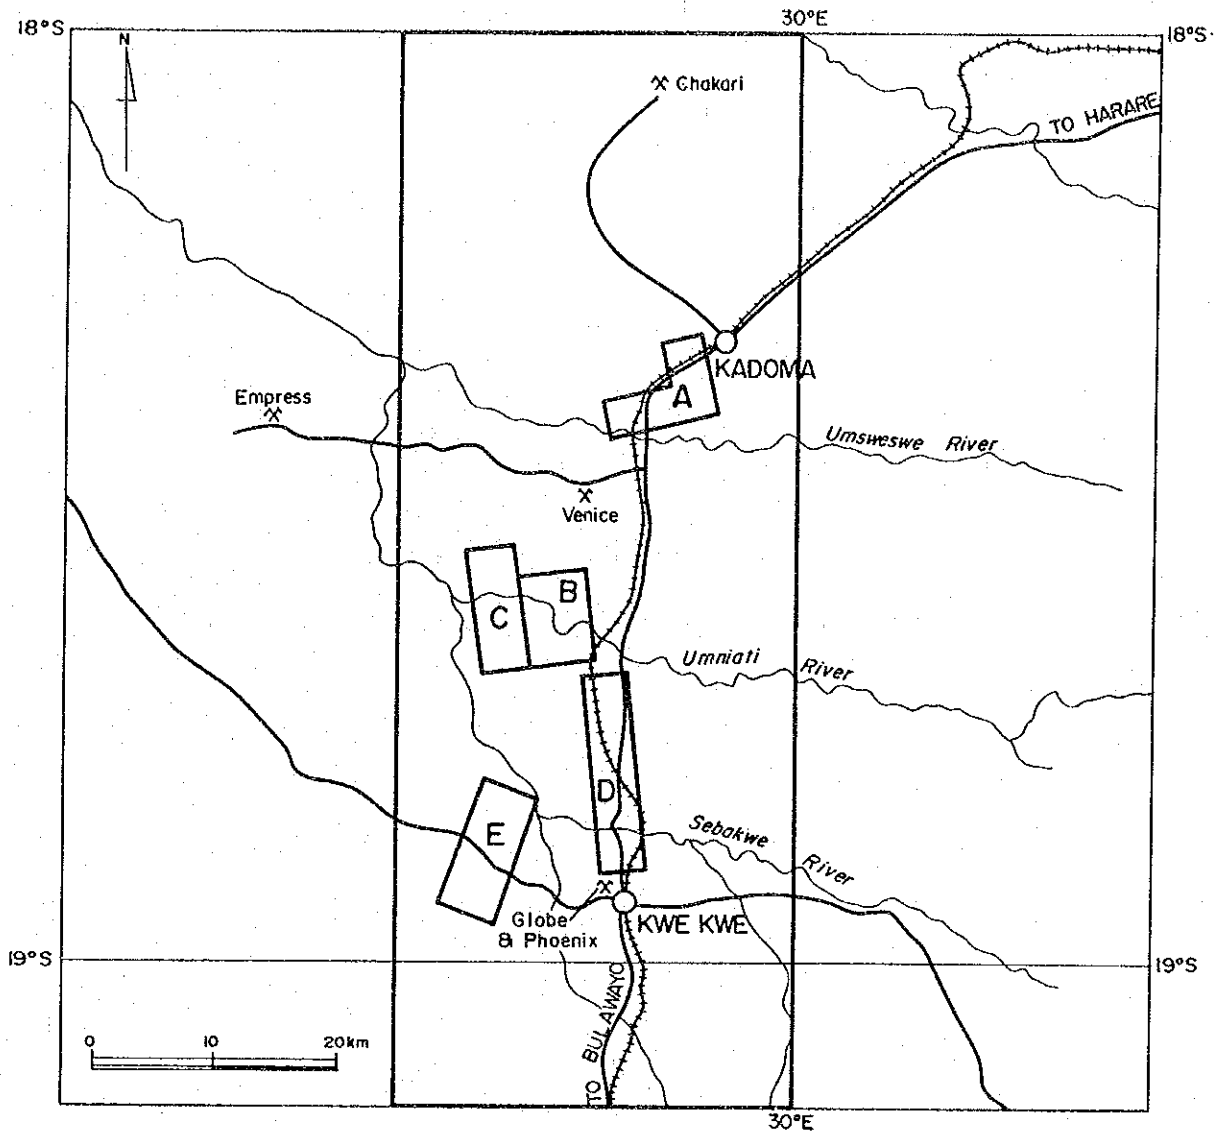 30°E
18°S
18°S
N
Chakari
TO HARARE
KADOMA
A
Empress
Umsweswe River
Venice
B
C
Umniati River
D
E
Sebakwe River
Globe
& Phoenix
KWE KWE
19°S
19°S
TO BULAWAYO
0 10 20km
30°E